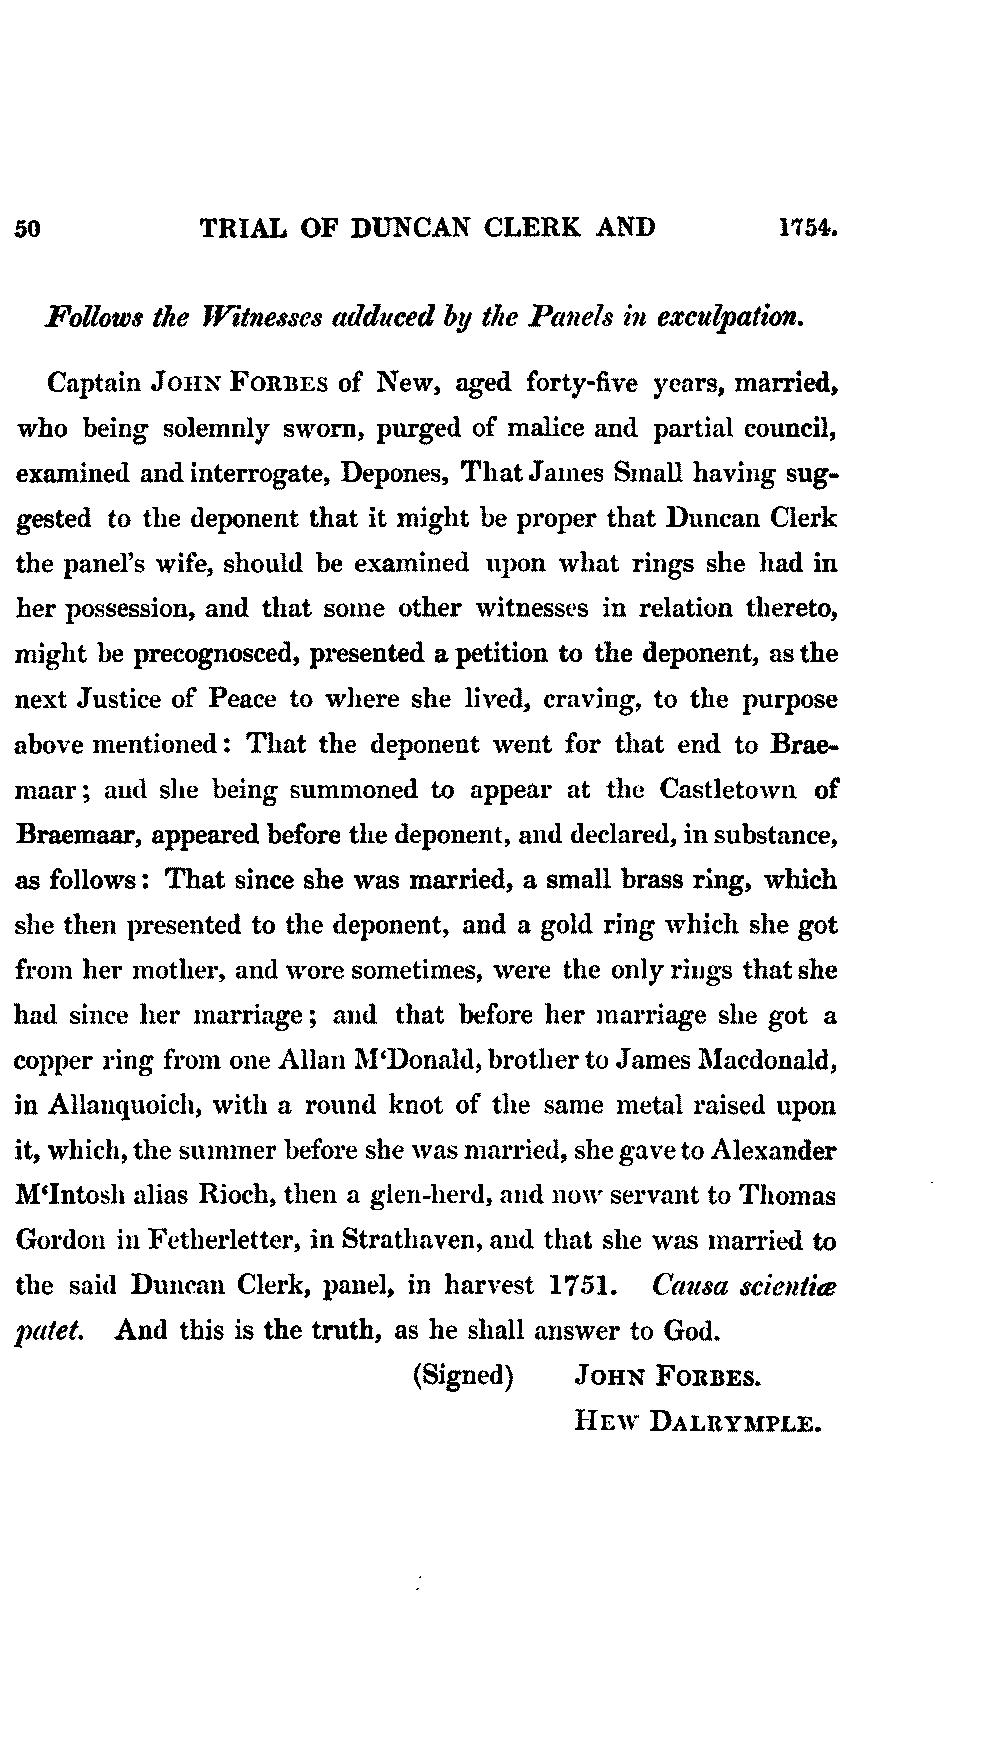 50 TRIAL OF DUNCAN CLERK AND 1754.
Follows the Witnesses adduced by the Panels in exculpation.
Captain JOHN FORBES of New, aged forty-five years, married,
who being solemnly sworn, purged of malice and partial council,
examined and interrogate, Depones, That James Small having sug-
gested to the deponent that it might be proper that Duncan Clerk
the panel's wife, should be examined upon what rings she had in
her possession, and that some other witnesses in relation thereto,
might be precognosced, presented a petition to the deponent, as the
next Justice of Peace to where she lived, craving, to the purpose
above mentioned: That the deponent went for that end to Brae-
maar; and she being summoned to appear at the Castletown of
Braemaar, appeared before the deponent, and declared, in substance,
as follows: That since she was married, a small brass ring, which
she then presented to the deponent, and a gold ring which she got
from her mother, and wore sometimes, were the only rings that she
had since her marriage; and that before her marriage she got a
copper ring from one Allan M‘Donald, brother to James Macdonald,
in Allanquoich, with a round knot of the same metal raised upon
it, which, the summer before she was married, she gave to Alexander
M‘Intosh alias Rioch, then a glen-herd, and now servant to Thomas
Gordon in Fetherletter, in Strathaven, and that she was married to
the said Duncan Clerk, panel, in harvest 1751. Causa scientiæ
patet. And this is the truth, as he shall answer to God.
(Signed) JOHN FORBES.
HEW DALRYMPLE.